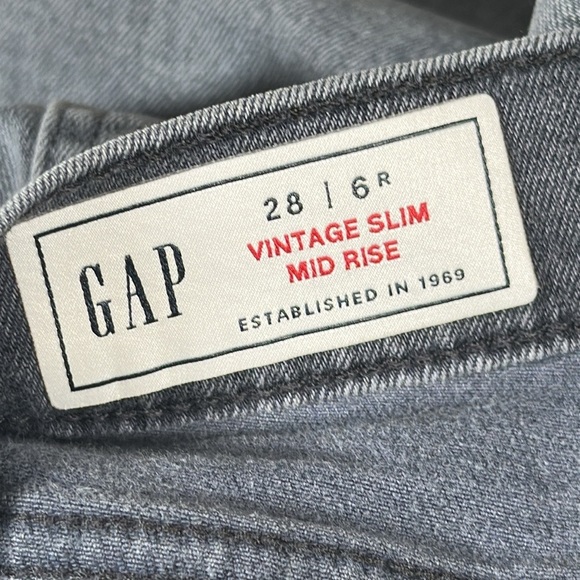 GAP
28 | 6R
VINTAGE SLIM
MID RISE
ESTABLISHED IN 1969